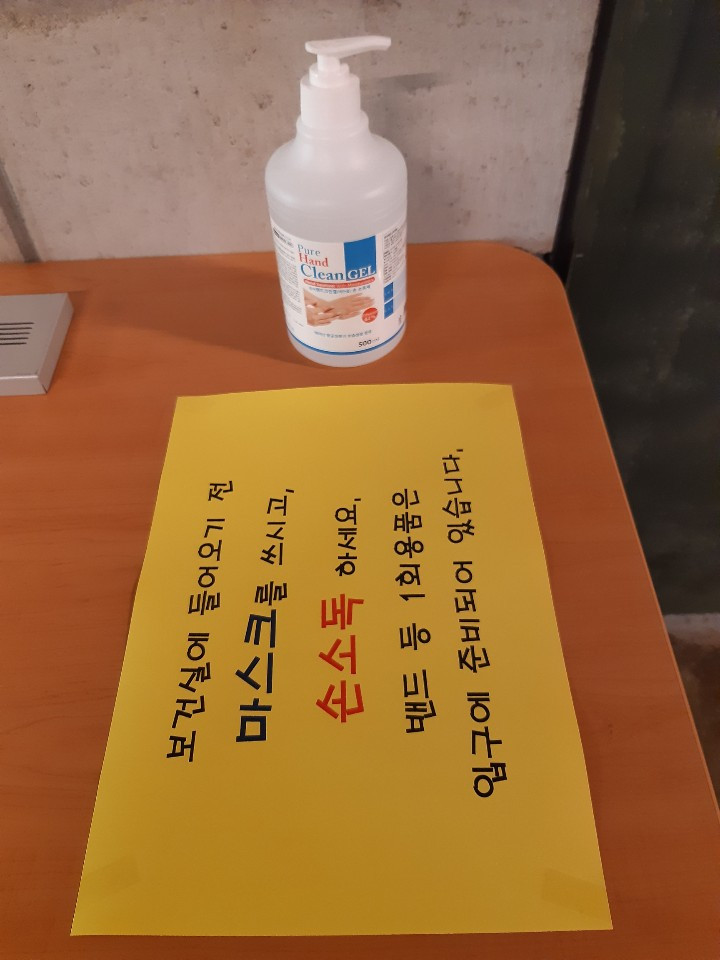 Pure
Hand
Clean GEL
500
보건실에 들어오기 전
마스크를 쓰시고,
손소독 하세요,
밴드 등 1회용품은
입구에 준비되어 있습니다,